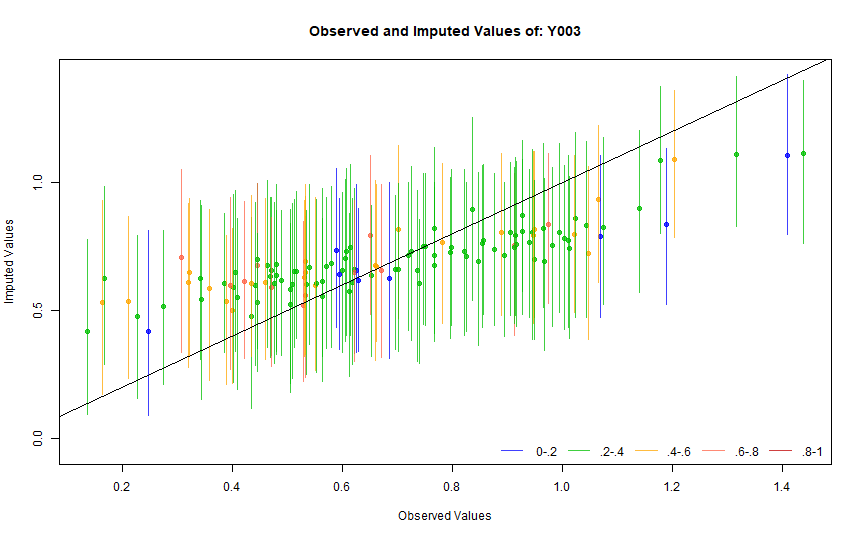 Observed and Imputed Values of: Y003
Imputed Values
1.0
0.5
0.0
0-.2 .2-.4 .4-.6 .6-.8 .8-1
0.2 0.4 0.6 0.8 1.0 1.2 1.4
Observed Values